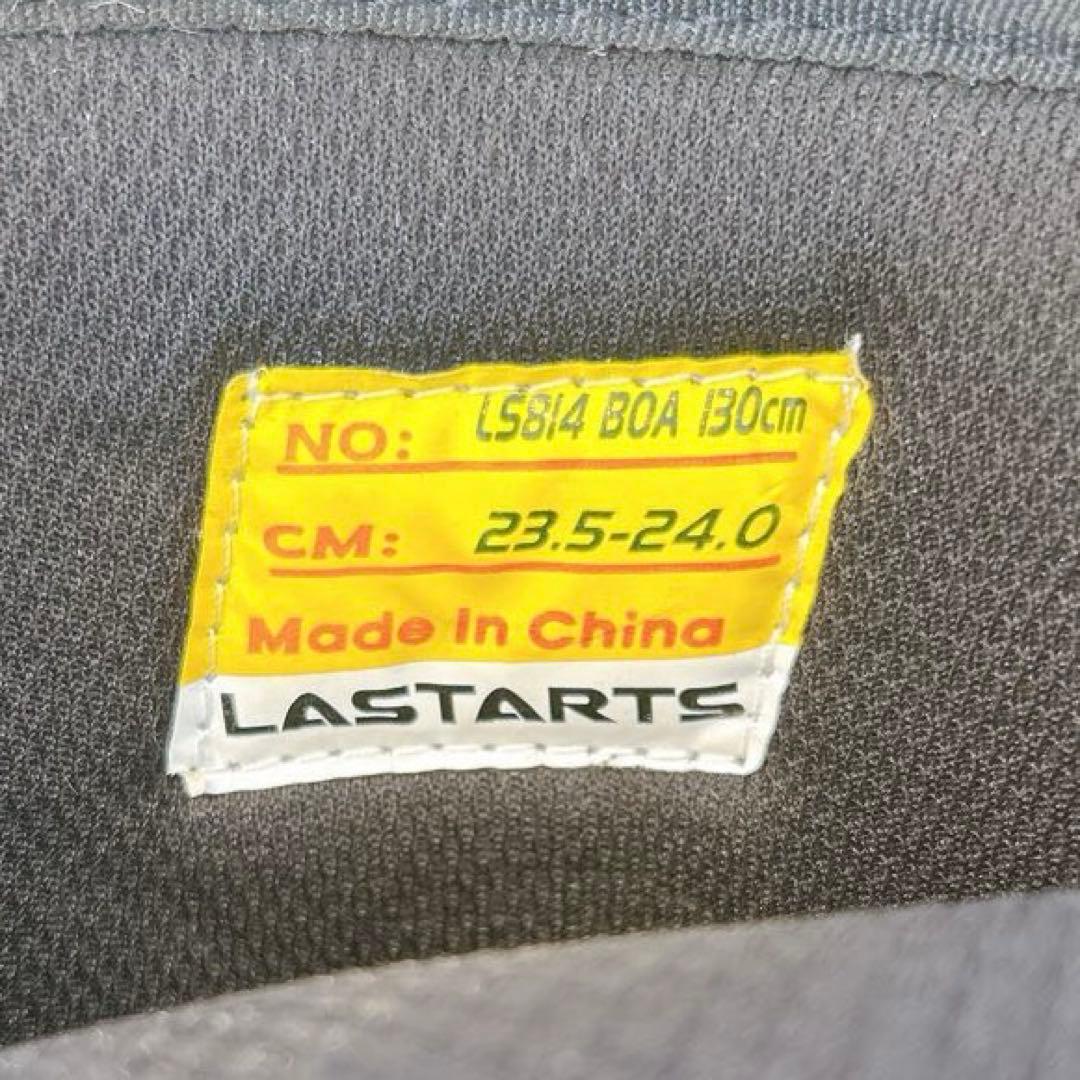 NO: LS814 BOA 130cm
CM: 23.5-24.0
Made in China
LASTARTS